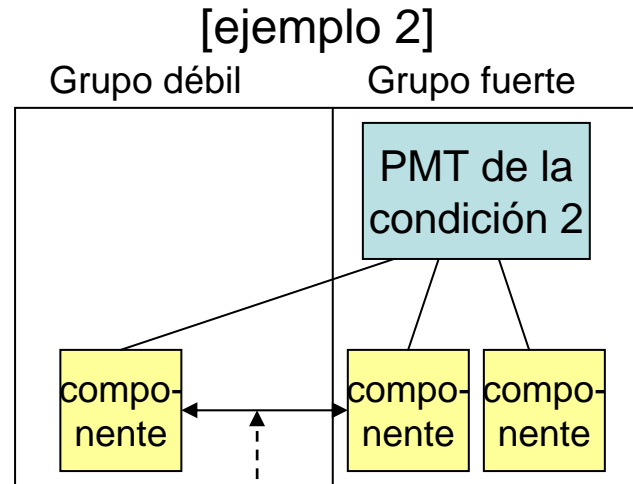 [ejemplo 2]
Grupo débil
Grupo fuerte
PMT de la
condición 2
compo-
nente
compo-
nente
compo-
nente